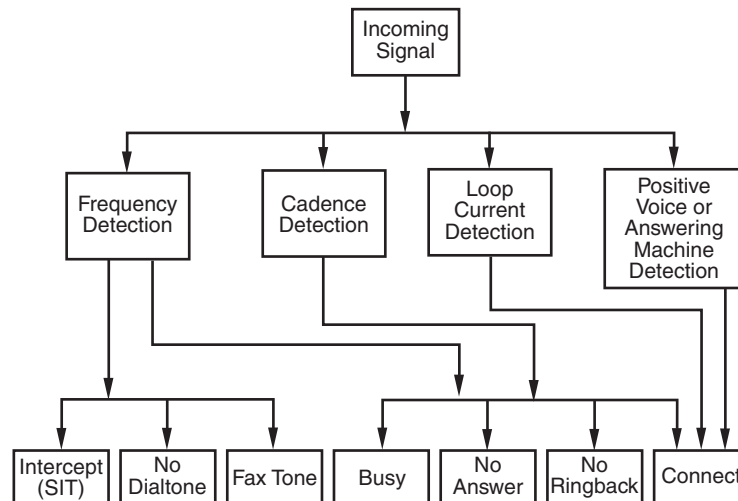 Incoming
Signal
Frequency
Detection
Cadence
Detection
Loop
Current
Detection
Positive
Voice or
Answering
Machine
Detection
Intercept
(SIT)
No
Dialtone
Fax Tone
Busy
No
Answer
No
Ringback
Connect